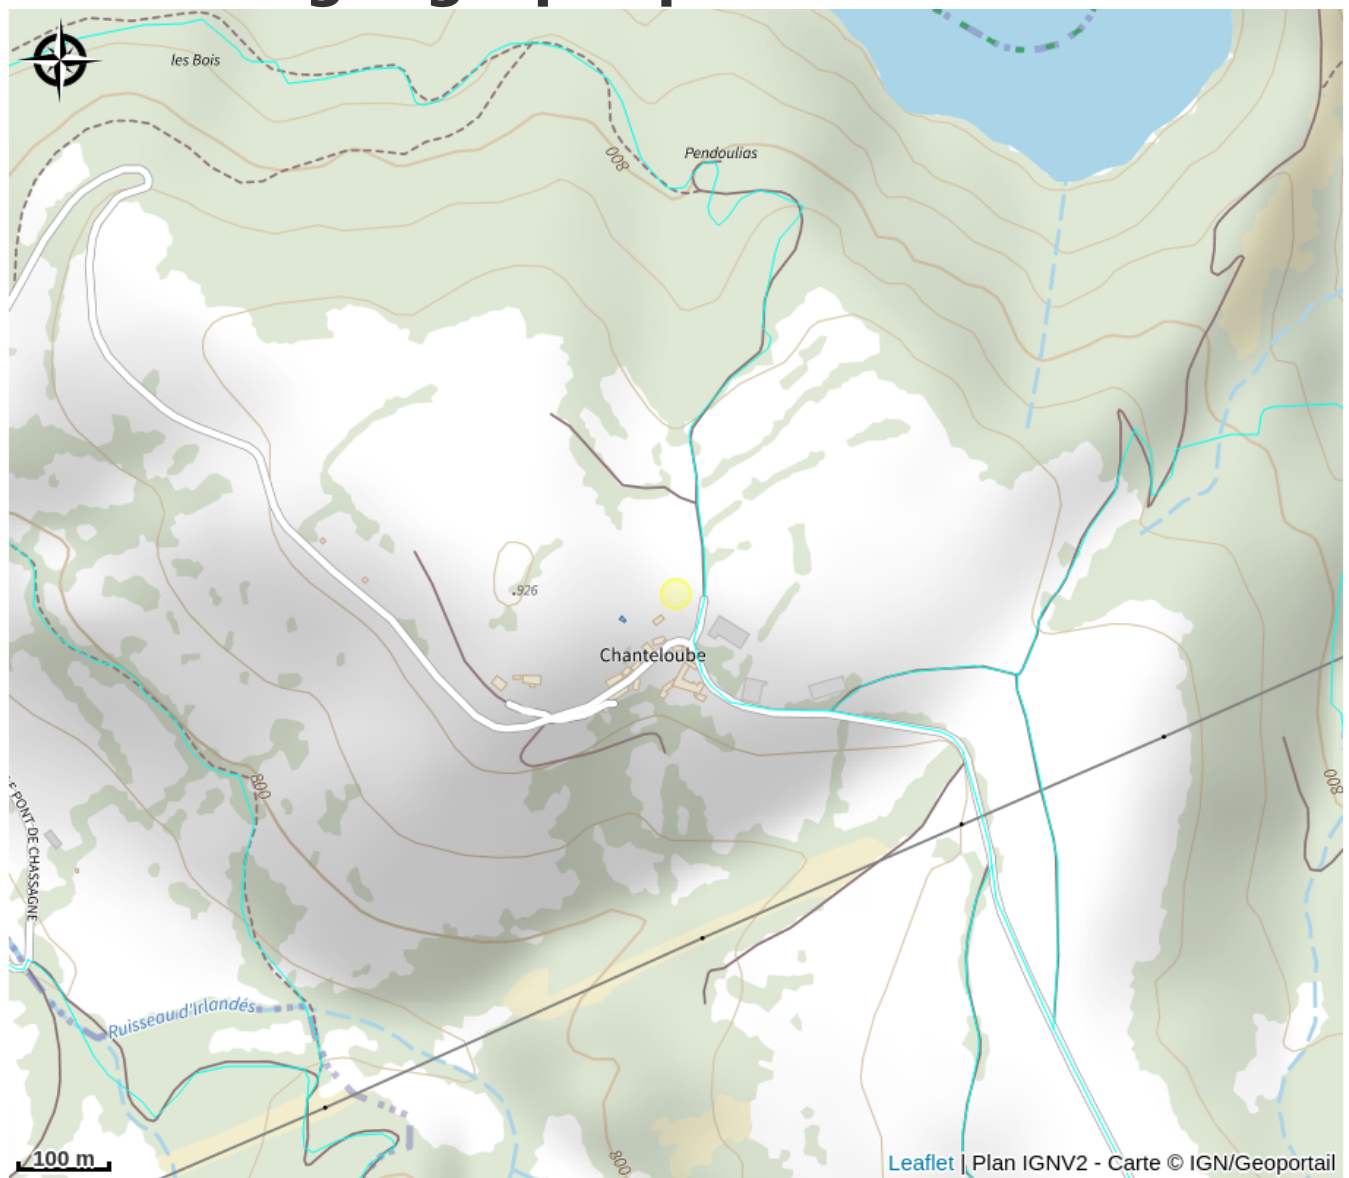 les Bois
Pendoulias
800
.926
Chanteloube
800
800
LE PONT DE CHASSAGNE
Ruisseau d'Irlandés
800
100 m
Leaflet | Plan IGNV2 - Carte © IGN/Geoportail